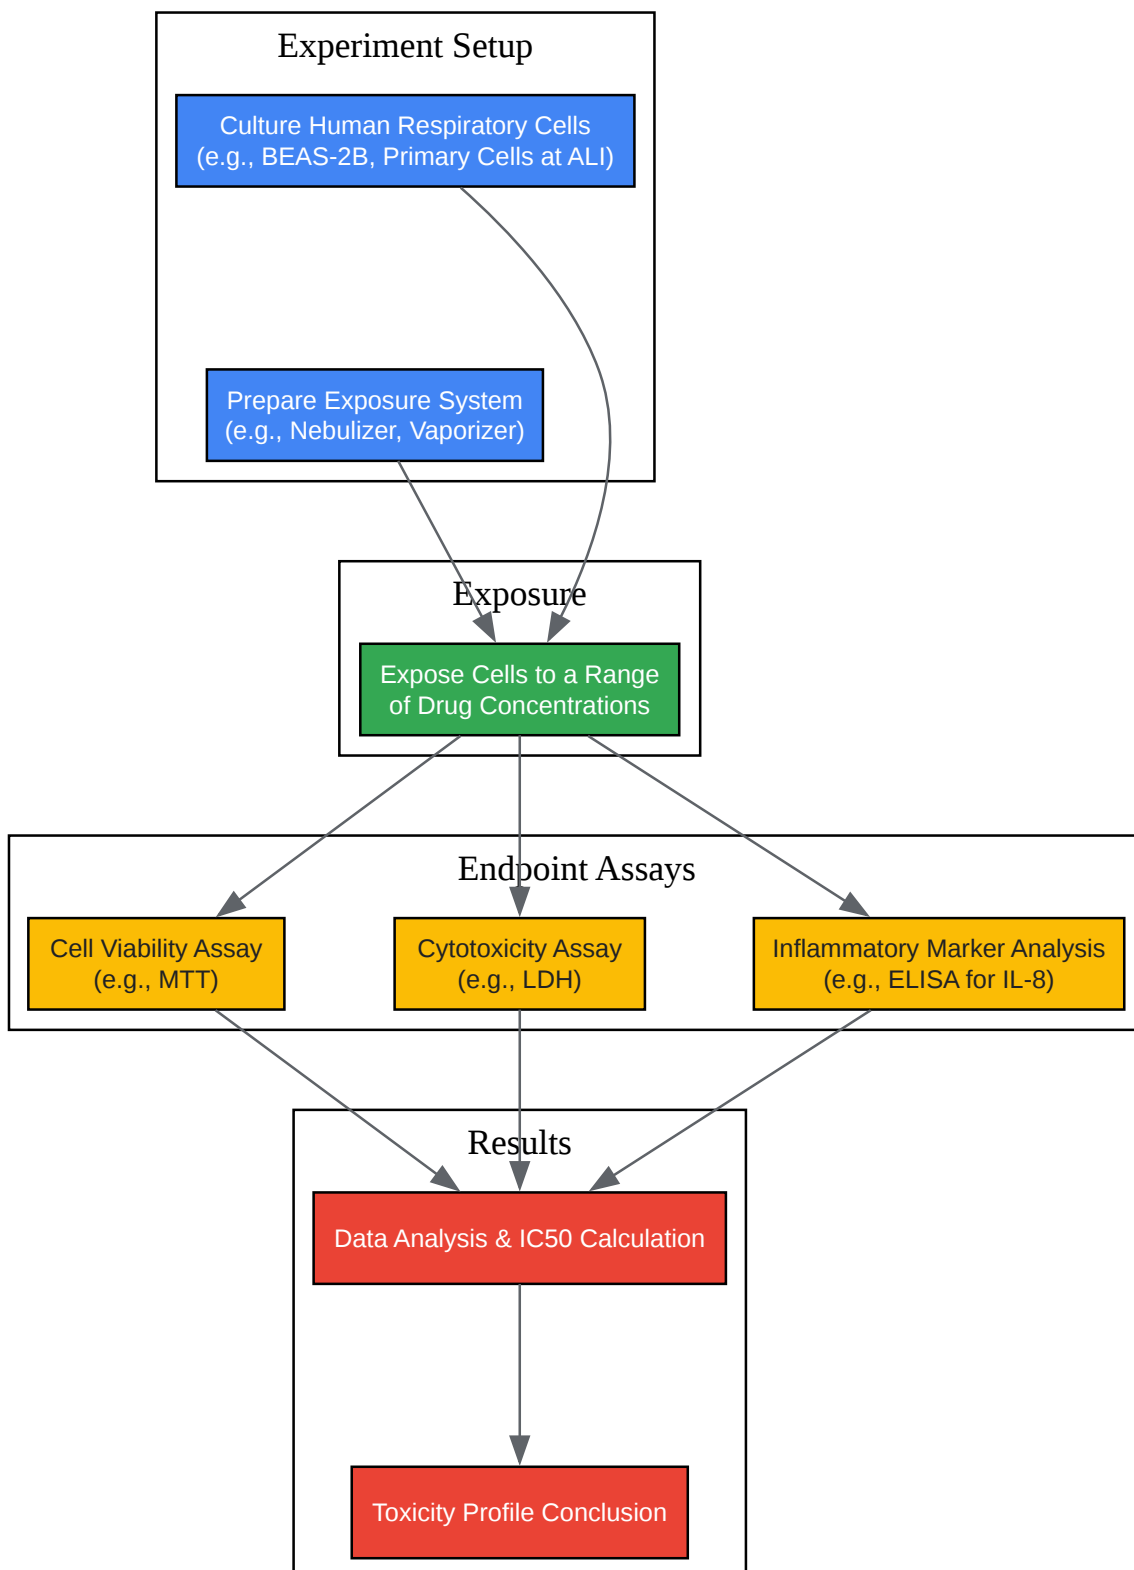 Experiment Setup
Culture Human Respiratory Cells
(e.g., BEAS-2B, Primary Cells at ALI)
Prepare Exposure System
(e.g., Nebulizer, Vaporizer)
Exposure
Expose Cells to a Range
of Drug Concentrations
Endpoint Assays
Cell Viability Assay
(e.g., MTT)
Cytotoxicity Assay
(e.g., LDH)
Inflammatory Marker Analysis
(e.g., ELISA for IL-8)
Results
Data Analysis & IC50 Calculation
Toxicity Profile Conclusion